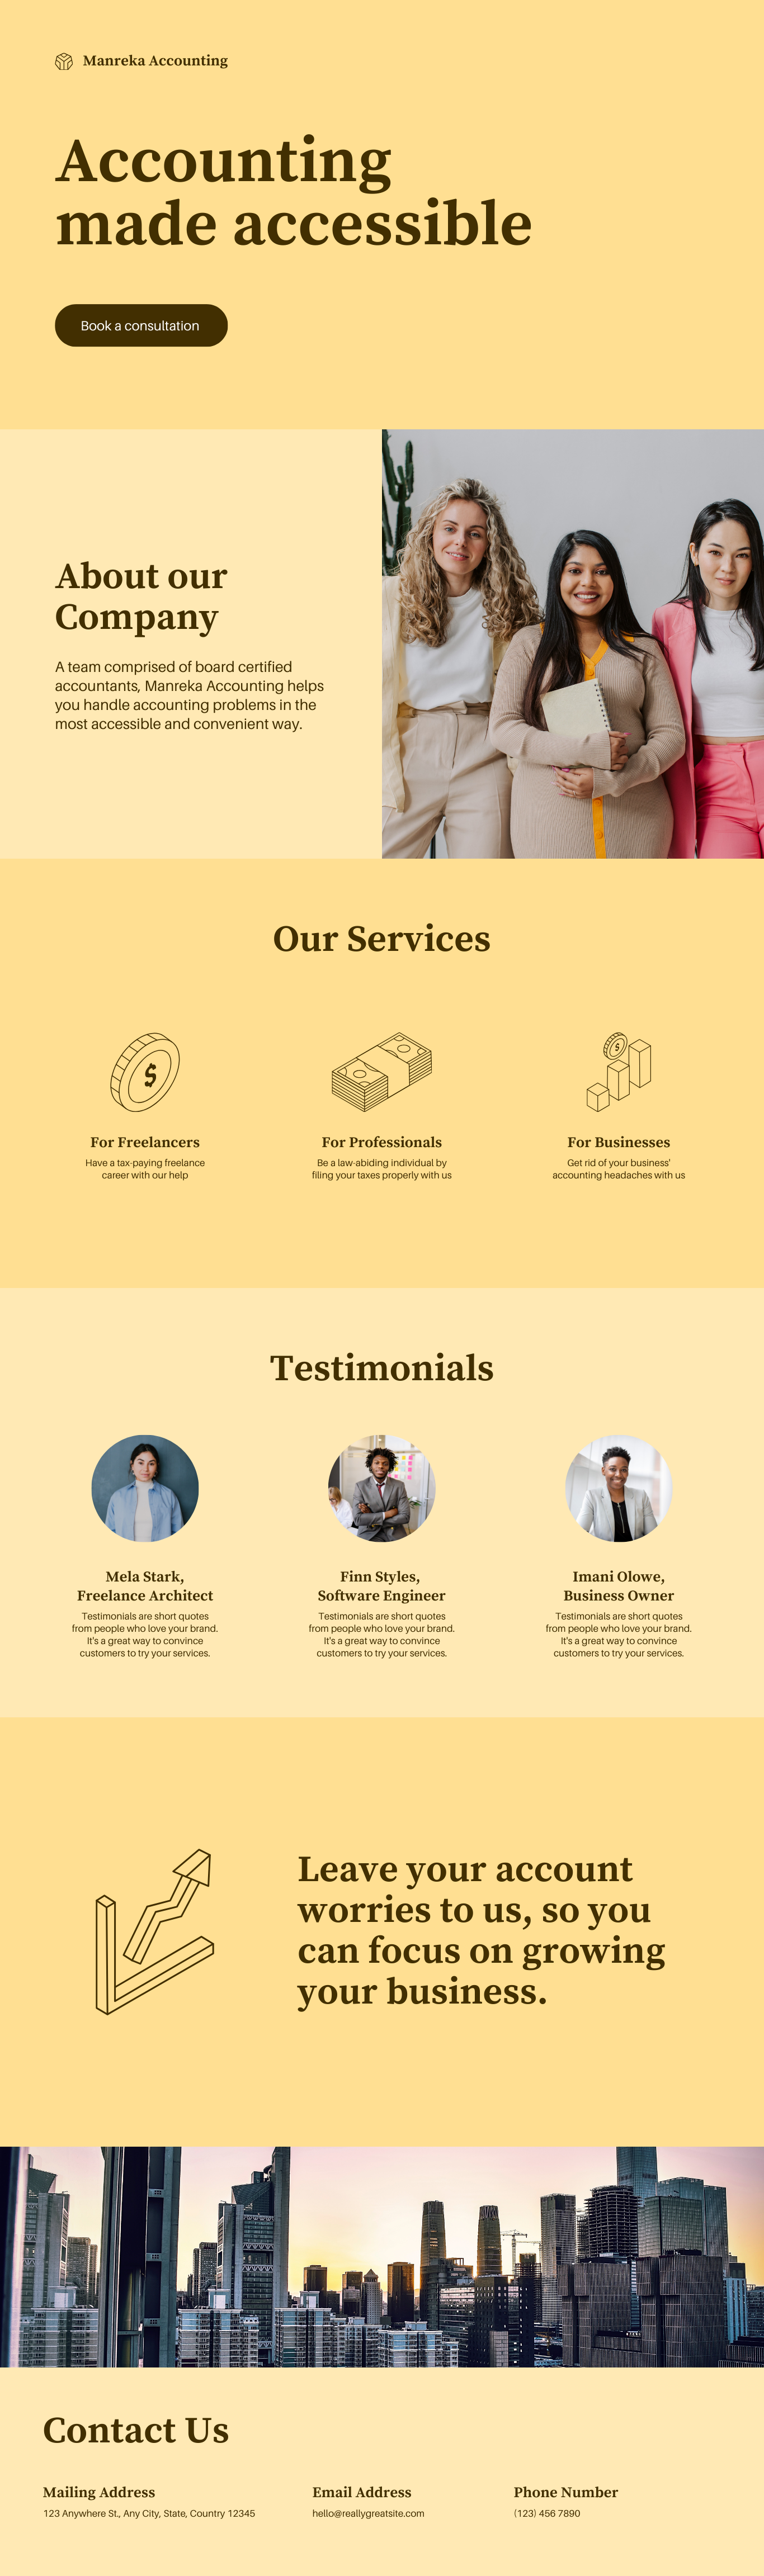 Manreka Accounting
Accounting
made accessible
Book a consultation
About our
Company
A team comprised of board certified
accountants, Manreka Accounting helps
you handle accounting problems in the
most accessible and convenient way.
Our Services
$
$
For Freelancers
Have a tax-paying freelance
career with our help
For Professionals
Be a law-abiding individual by
filing your taxes properly with us
For Businesses
Get rid of your business'
accounting headaches with us
Testimonials
Mela Stark,
Freelance Architect
Testimonials are short quotes
from people who love your brand.
It's a great way to convince
customers to try your services.
Finn Styles,
Software Engineer
Testimonials are short quotes
from people who love your brand.
It's a great way to convince
customers to try your services.
Imani Olowe,
Business Owner
Testimonials are short quotes
from people who love your brand.
It's a great way to convince
customers to try your services.
Leave your account
worries to us, so you
can focus on growing
your business.
Contact Us
Mailing Address
123 Anywhere St., Any City, State, Country 12345
Email Address
hello@reallygreatsite.com
Phone Number
(123) 456 7890